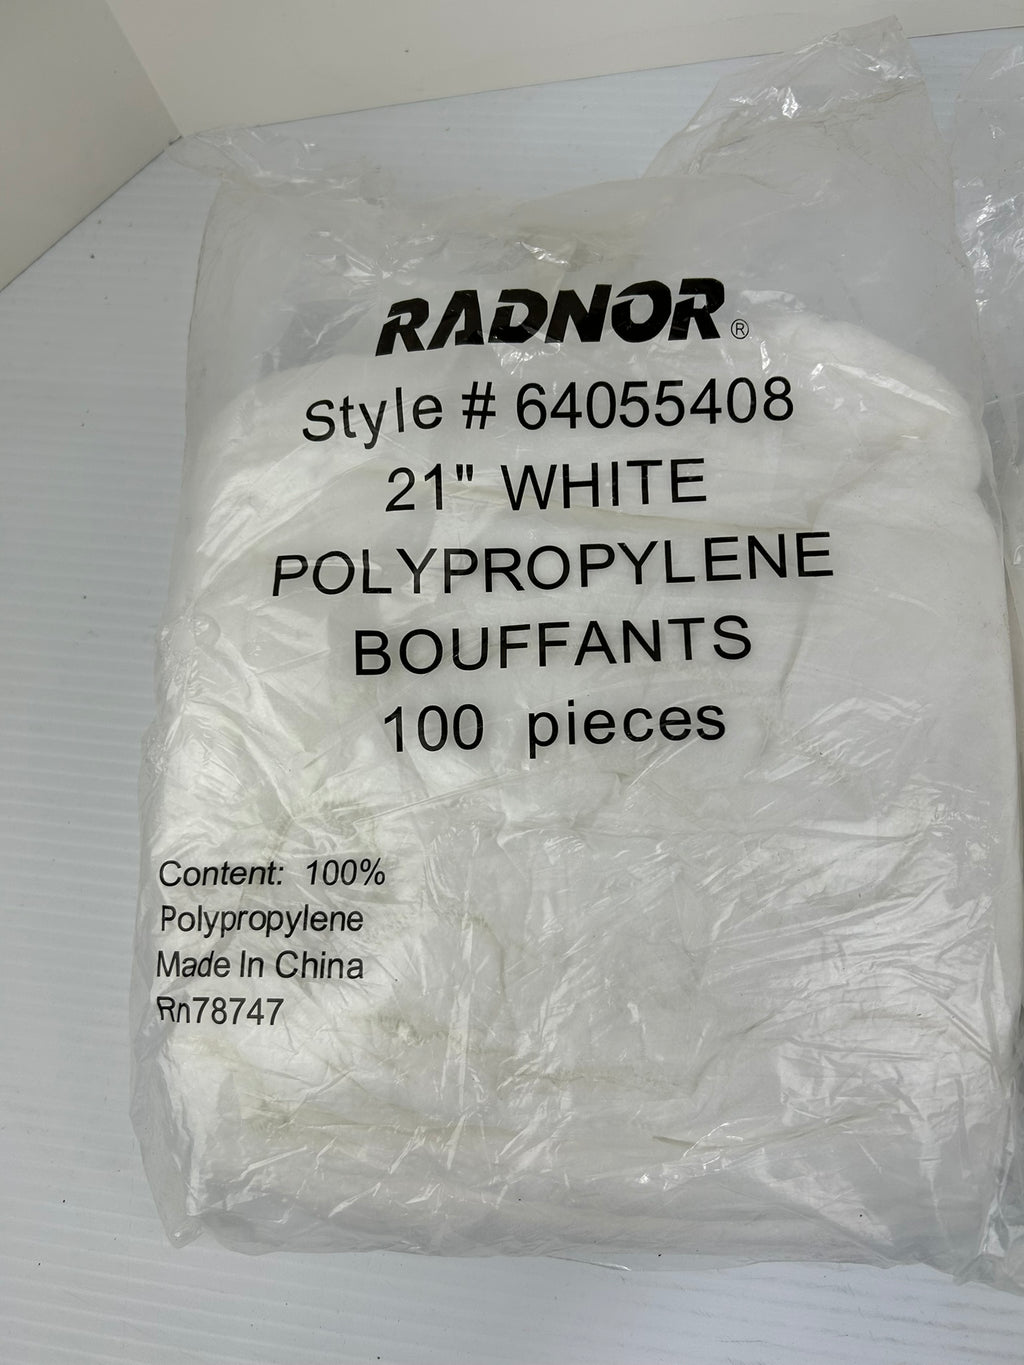 RADNOR®
Style # 64055408
21" WHITE
POLYPROPYLENE
BOUFFANTS
100 pieces
Content: 100%
Polypropylene
Made In China
Rn78747